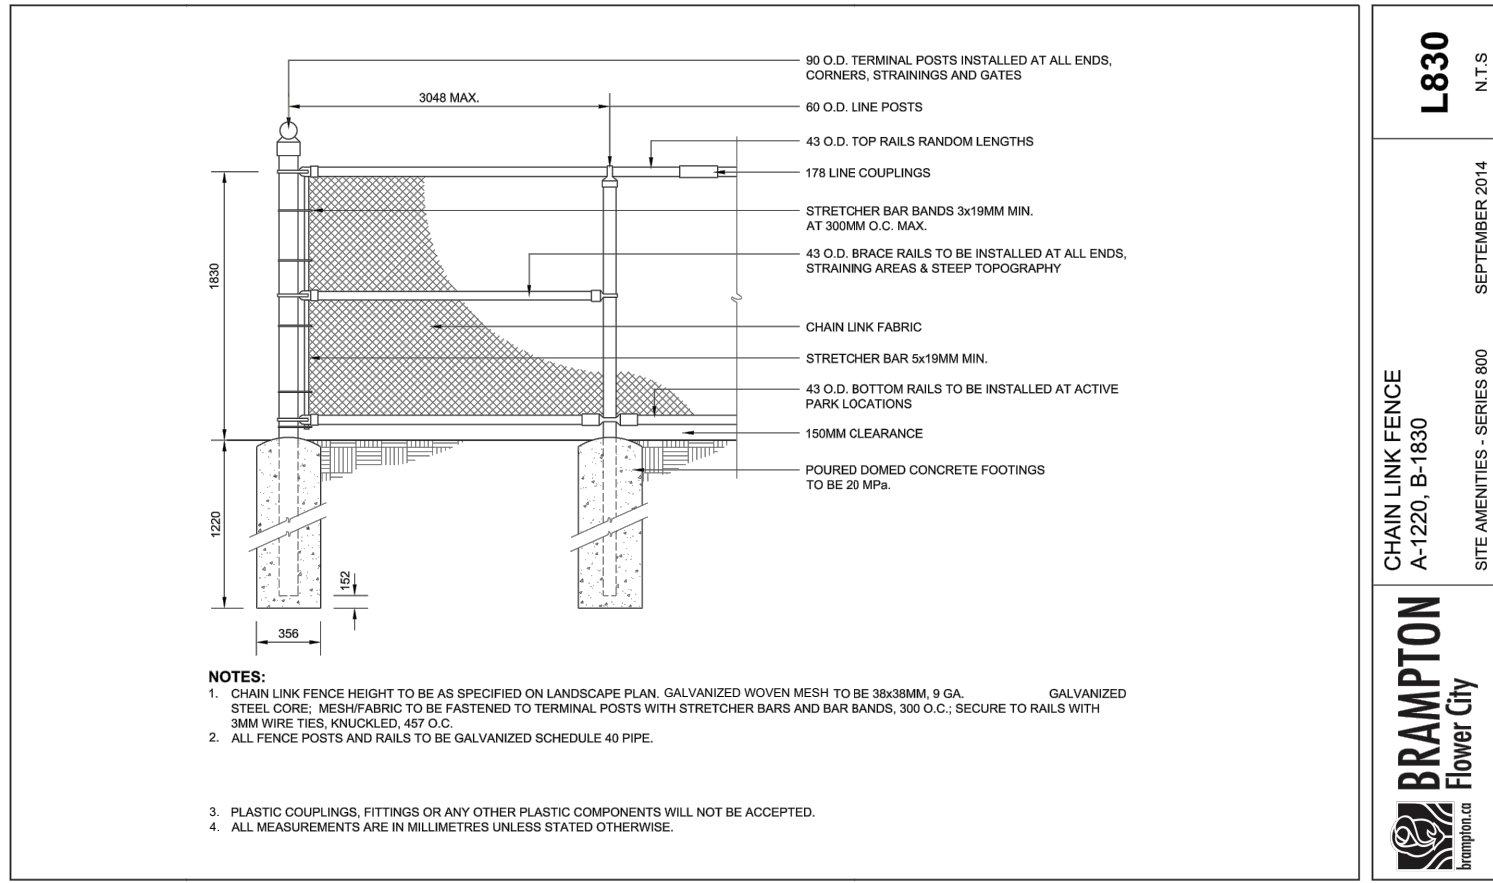 90 O.D. TERMINAL POSTS INSTALLED AT ALL ENDS,
CORNERS, STRAININGS AND GATES
3048 MAX.
60 O.D. LINE POSTS
43 O.D. TOP RAILS RANDOM LENGTHS
178 LINE COUPLINGS
STRETCHER BAR BANDS 3x19MM MIN.
AT 300MM O.C. MAX.
43 O.D. BRACE RAILS TO BE INSTALLED AT ALL ENDS,
STRAINING AREAS & STEEP TOPOGRAPHY
1830
CHAIN LINK FABRIC
STRETCHER BAR 5x19MM MIN.
43 O.D. BOTTOM RAILS TO BE INSTALLED AT ACTIVE
PARK LOCATIONS
150MM CLEARANCE
POURED DOMED CONCRETE FOOTINGS
TO BE 20 MPa.
1220
152
356
NOTES:
1. CHAIN LINK FENCE HEIGHT TO BE AS SPECIFIED ON LANDSCAPE PLAN. GALVANIZED WOVEN MESH TO BE 38x38MM, 9 GA. GALVANIZED
STEEL CORE; MESH/FABRIC TO BE FASTENED TO TERMINAL POSTS WITH STRETCHER BARS AND BAR BANDS, 300 O.C.; SECURE TO RAILS WITH
3MM WIRE TIES, KNUCKLED, 457 O.C.
2. ALL FENCE POSTS AND RAILS TO BE GALVANIZED SCHEDULE 40 PIPE.
3. PLASTIC COUPLINGS, FITTINGS OR ANY OTHER PLASTIC COMPONENTS WILL NOT BE ACCEPTED.
4. ALL MEASUREMENTS ARE IN MILLIMETRES UNLESS STATED OTHERWISE.
L830
N.T.S
CHAIN LINK FENCE
A-1220, B-1830
SITE AMENITIES - SERIES 800 SEPTEMBER 2014
BRAMPTON
Flower City
brampton.ca